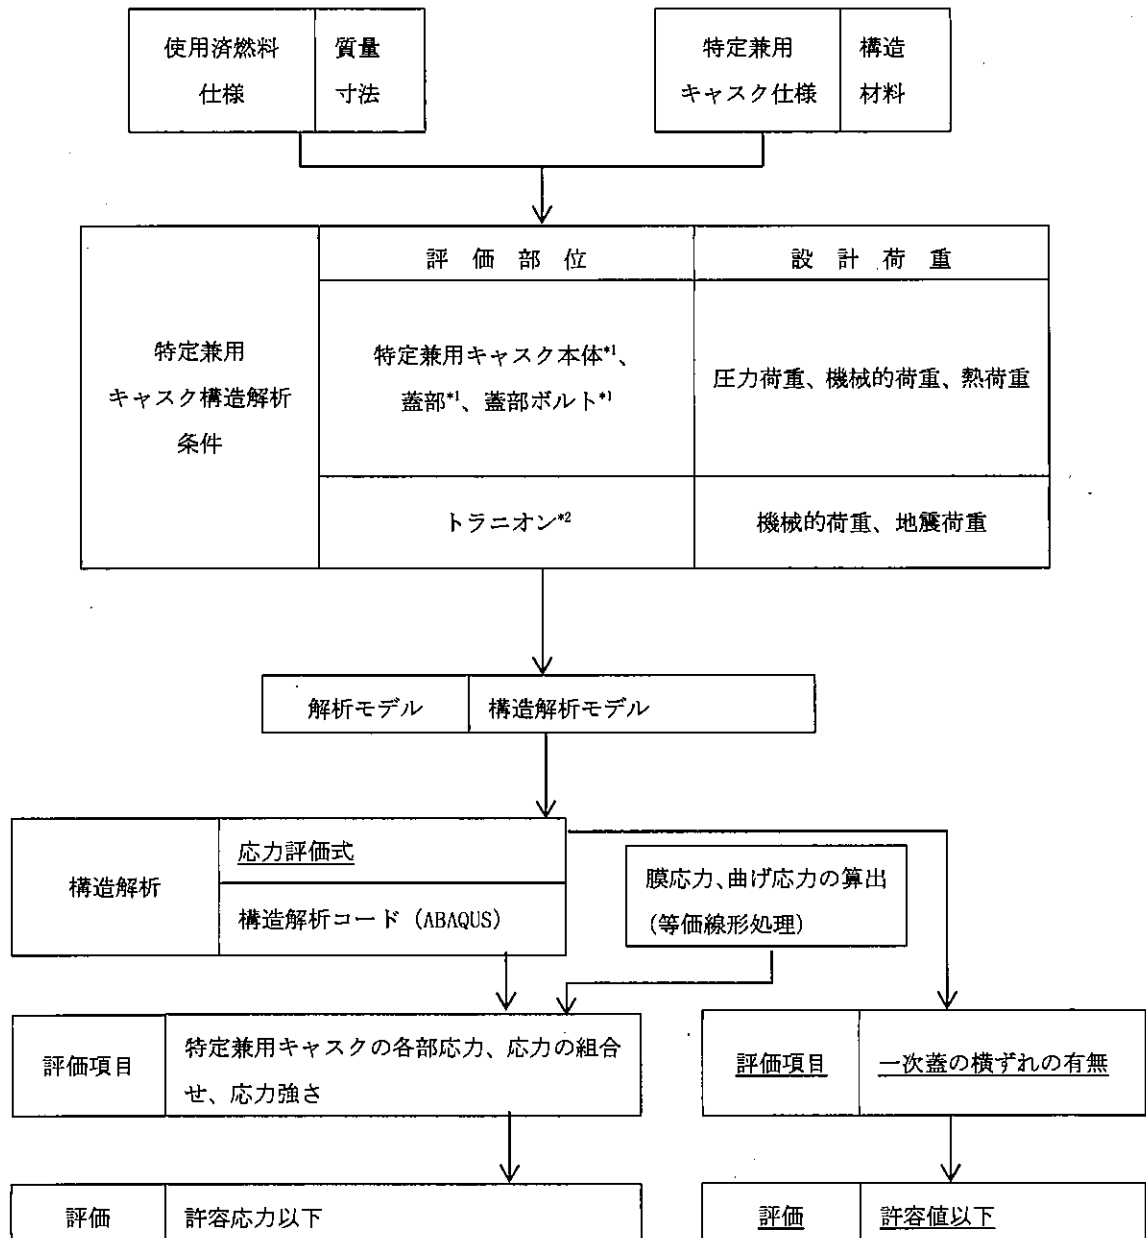 使用済燃料
仕様
質量
寸法
特定兼用
キャスク仕様
構造
材料
評 価 部 位
設 計 荷 重
特定兼用
キャスク構造解析
条件
特定兼用キャスク本体*1、
蓋部*1、蓋部ボルト*1
圧力荷重、機械的荷重、熱荷重
トラニオン*2
機械的荷重、地震荷重
解析モデル
構造解析モデル
構造解析
応力評価式
構造解析コード（ABAQUS）
膜応力、曲げ応力の算出
(等価線形処理)
評価項目
特定兼用キャスクの各部応力、応力の組合
せ、応力強さ
評価項目
一次蓋の横ずれの有無
評価
許容応力以下
評価
許容値以下